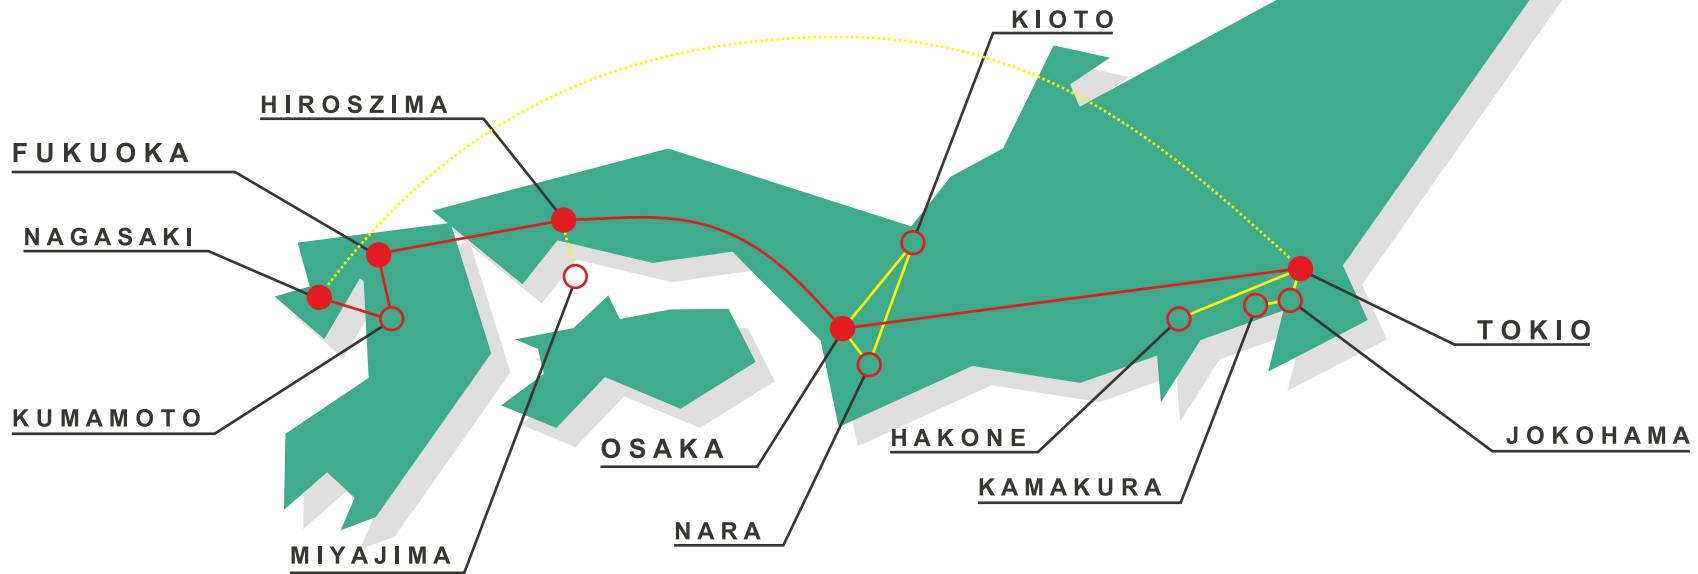 KIOTO
HIROSZIMA
FUKUOKA
NAGASAKI
TOKIO
KUMAMOTO
OSAKA
HAKONE
JOKOHAMA
KAMAKURA
NARA
MIYAJIMA